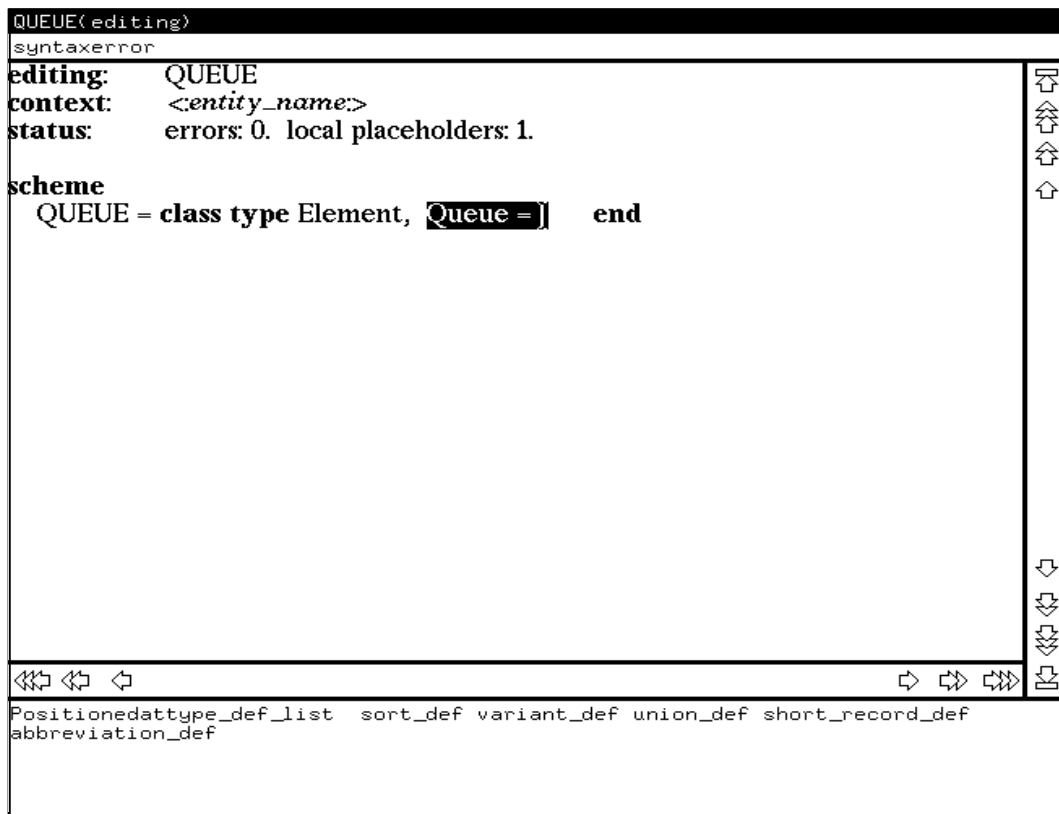 QUEUE(editing)
syntaxerror
editing: QUEUE
context: <:entity_name:>
status: errors: 0. local placeholders: 1.
scheme
QUEUE = class type Element, Queue = ] end
Positionedattype_def_list sort_def variant_def union_def short_record_def
abbreviation_def